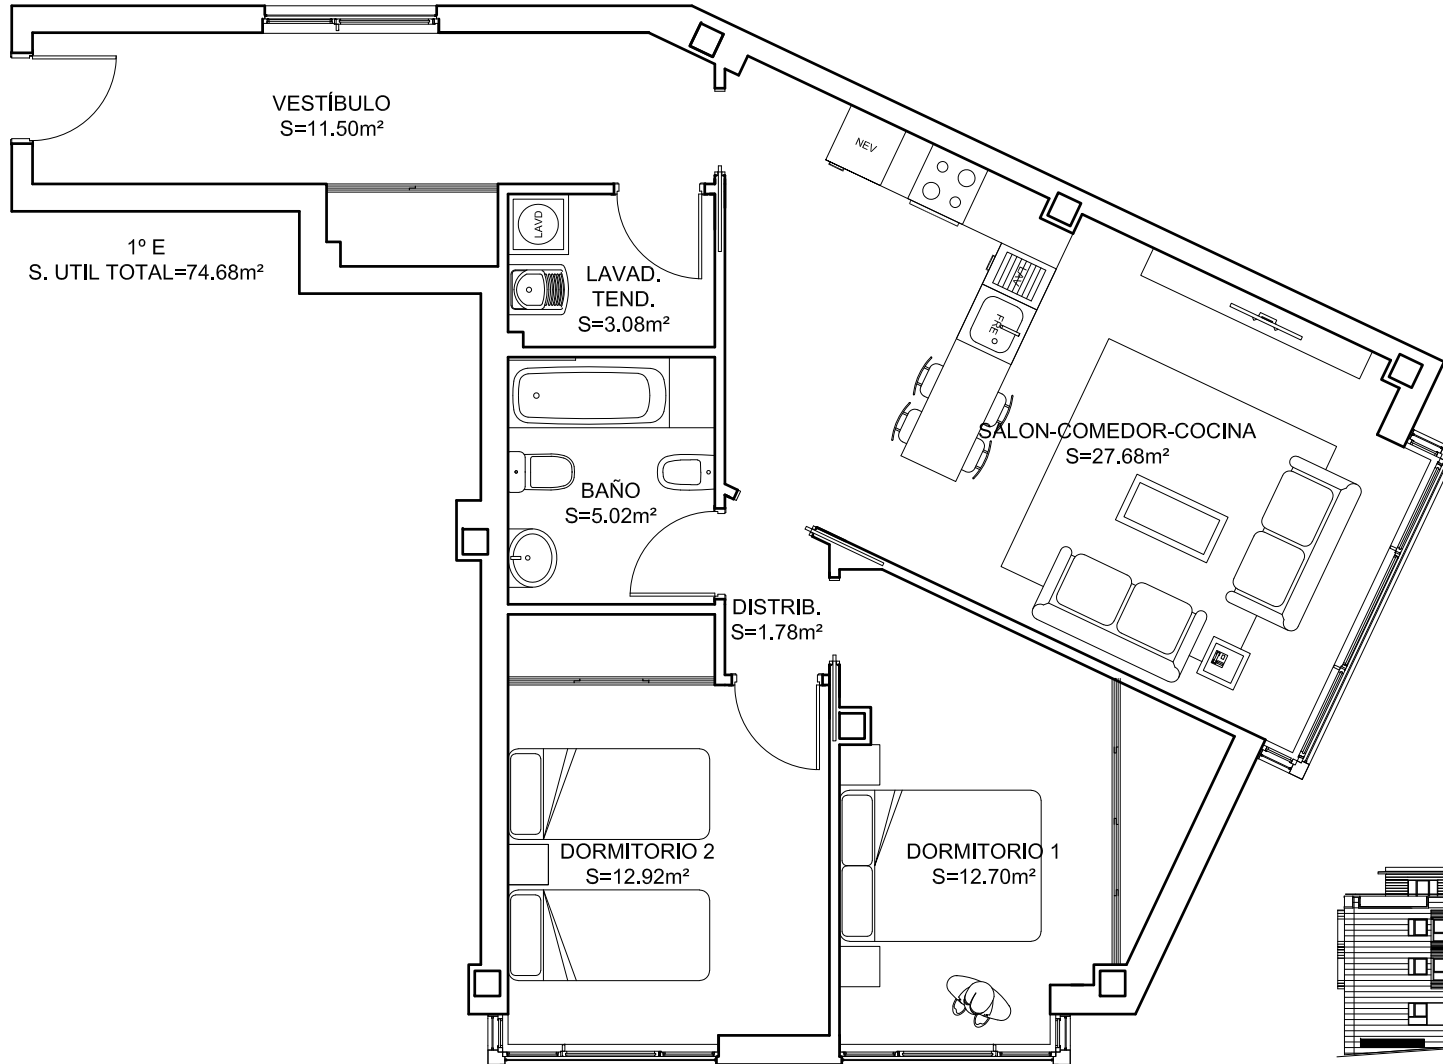 VESTÍBULO
S=11.50m²
NEV
1º E
S. UTIL TOTAL=74.68m²
LAVD
LAVAD.
TEND.
S=3.08m²
LAV
FRE
SALON-COMEDOR-COCINA
S=27.68m²
BAÑO
S=5.02m²
DISTRIB.
S=1.78m²
DORMITORIO 2
S=12.92m²
DORMITORIO 1
S=12.70m²